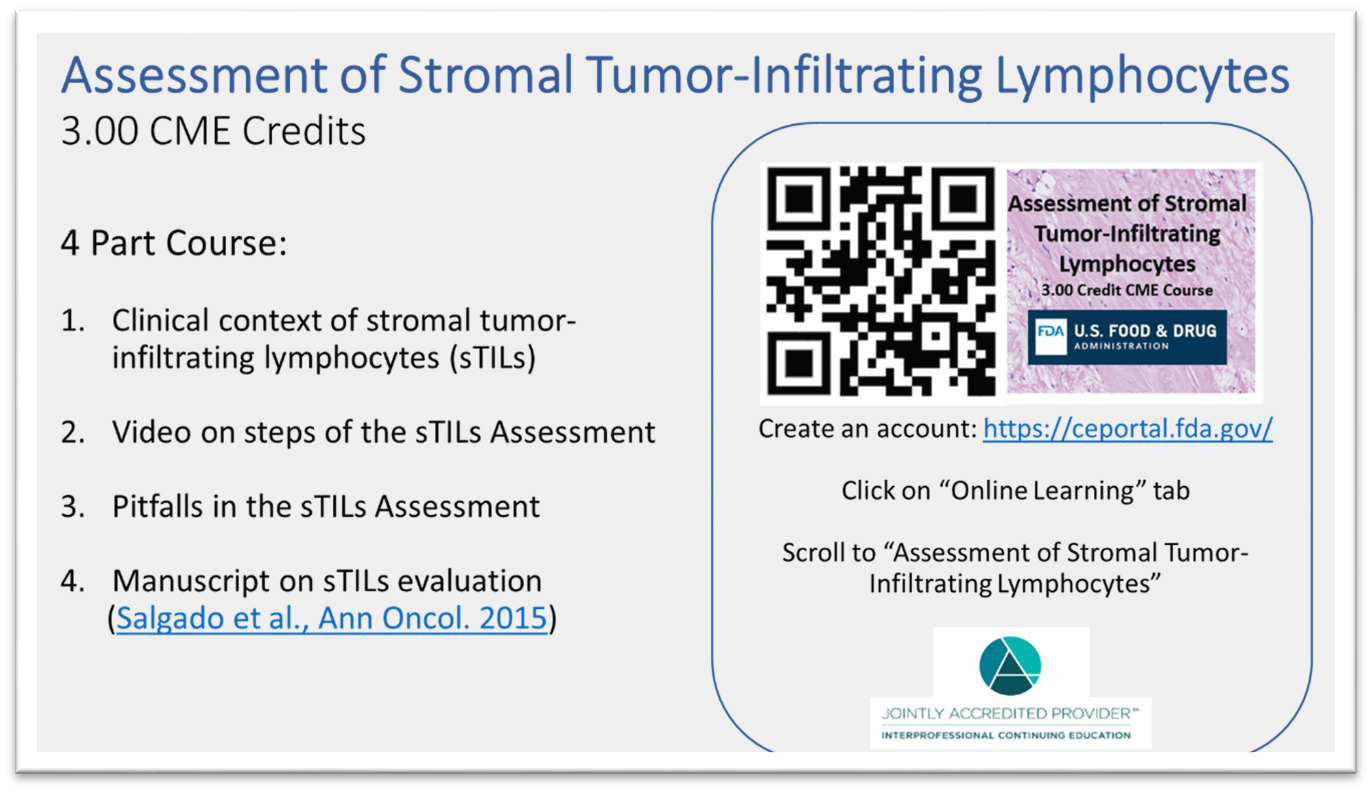 Assessment of Stromal Tumor-Infiltrating Lymphocytes
3.00 CME Credits
4 Part Course:
1. Clinical context of stromal tumor-
infiltrating lymphocytes (sTILs)
2. Video on steps of the sTILs Assessment
3. Pitfalls in the sTILs Assessment
4. Manuscript on sTILs evaluation
(Salgado et al., Ann Oncol. 2015)
Assessment of Stromal
Tumor-Infiltrating
Lymphocytes
3.00 Credit CME Course
FDA U.S. FOOD & DRUG
ADMINISTRATION
Create an account: https://ceportal.fda.gov/
Click on “Online Learning” tab
Scroll to “Assessment of Stromal Tumor-
Infiltrating Lymphocytes”
JOINTLY ACCREDITED PROVIDER™
INTERPROFESSIONAL CONTINUING EDUCATION